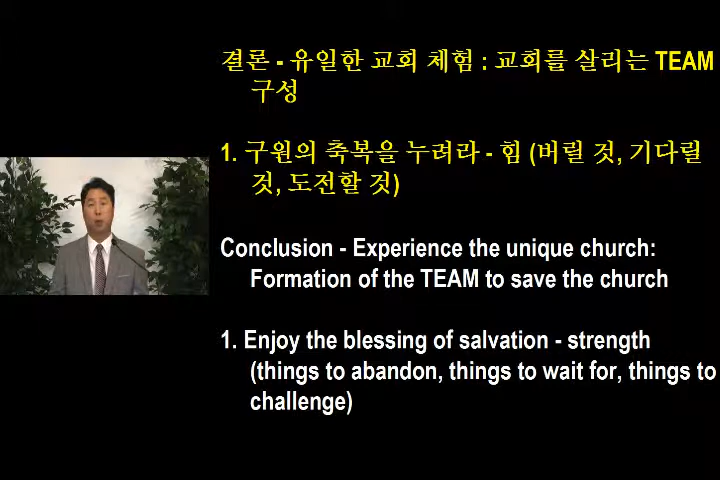 결론 - 유일한 교회 체험 : 교회를 살리는 TEAM
구성
1. 구원의 축복을 누려라 - 힘 (버릴 것, 기다릴
것, 도전할 것)
Conclusion - Experience the unique church:
Formation of the TEAM to save the church
1. Enjoy the blessing of salvation - strength
(things to abandon, things to wait for, things to
challenge)